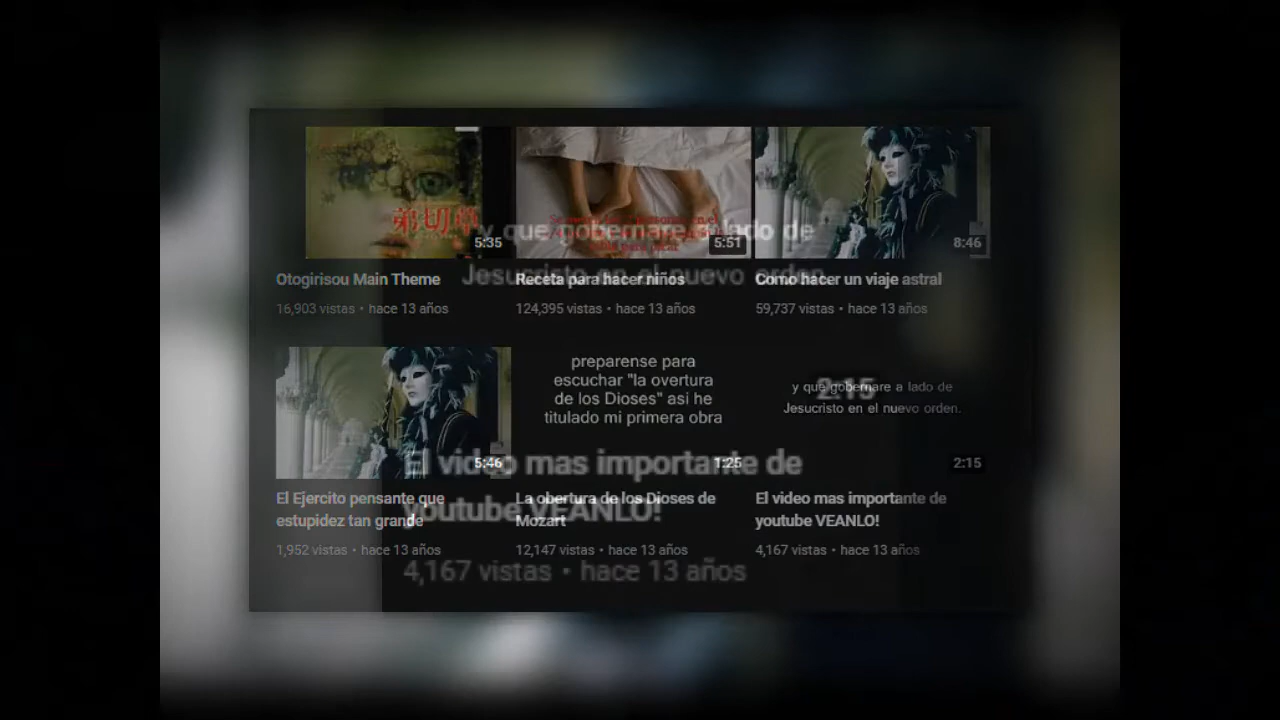 弟切草
5:35
5:51
8:46
y que gobernare a lado de
Jesucristo en el nuevo orden
Otogirisou Main Theme
Receta para hacer niños
Como hacer un viaje astral
16,903 vistas • hace 13 años
124,395 vistas • hace 13 años
59,737 vistas • hace 13 años
preparense para
escuchar "la overtura
de los Dioses" asi he
titulado mi primera obra
y que gobernare a lado de
Jesucristo en el nuevo orden.
2:15
5:46
1:25
2:15
El video mas importante de
youtube VEANLO!
4,167 vistas • hace 13 años
El Ejercito pensante que
estupidez tan grande
La obertura de los Dioses de
Mozart
El video mas importante de
youtube VEANLO!
1,952 vistas • hace 13 años
12,147 vistas • hace 13 años
4,167 vistas • hace 13 años